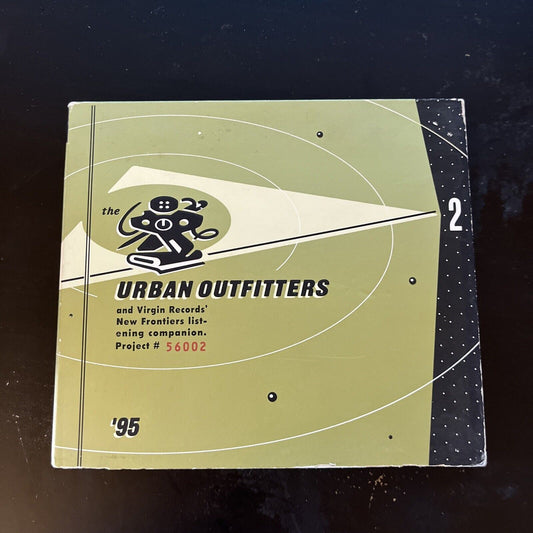 the
2
URBAN OUTFITTERS
and Virgin Records'
New Frontiers list-
ening companion.
Project # 56002
'95